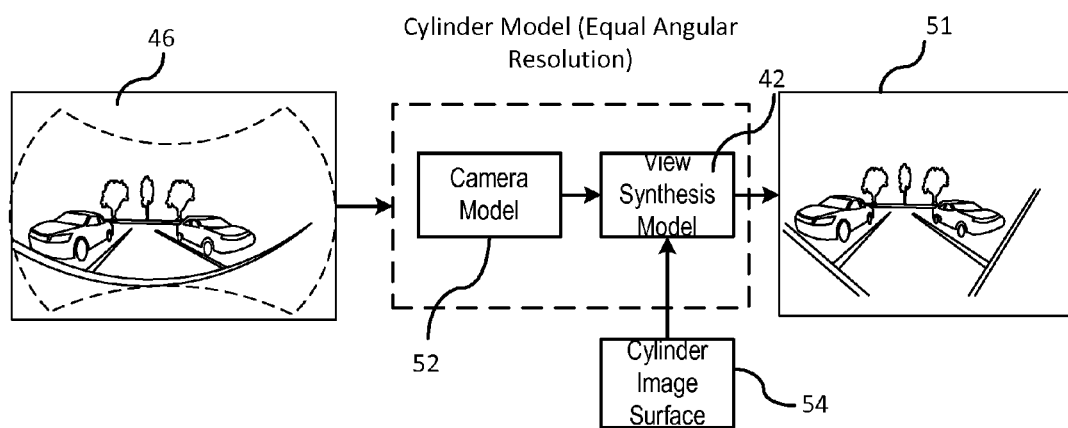 Cylinder Model (Equal Angular
Resolution)
46
51
42
Camera
Model
View
Synthesis
Model
52
Cylinder
Image
Surface
54